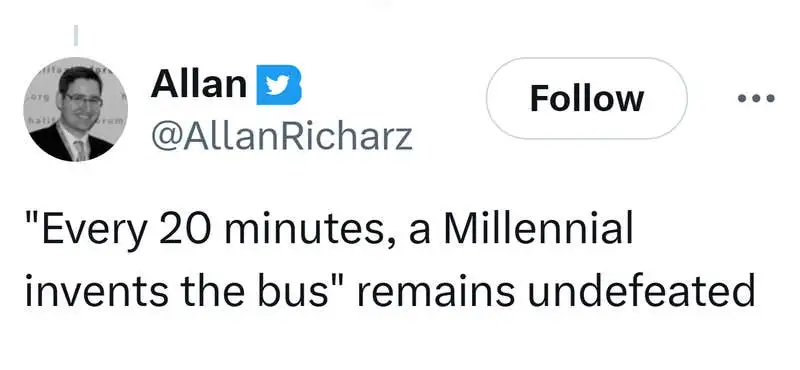 Allan
Follow
@AllanRicharz
"Every 20 minutes, a Millennial
invents the bus" remains undefeated